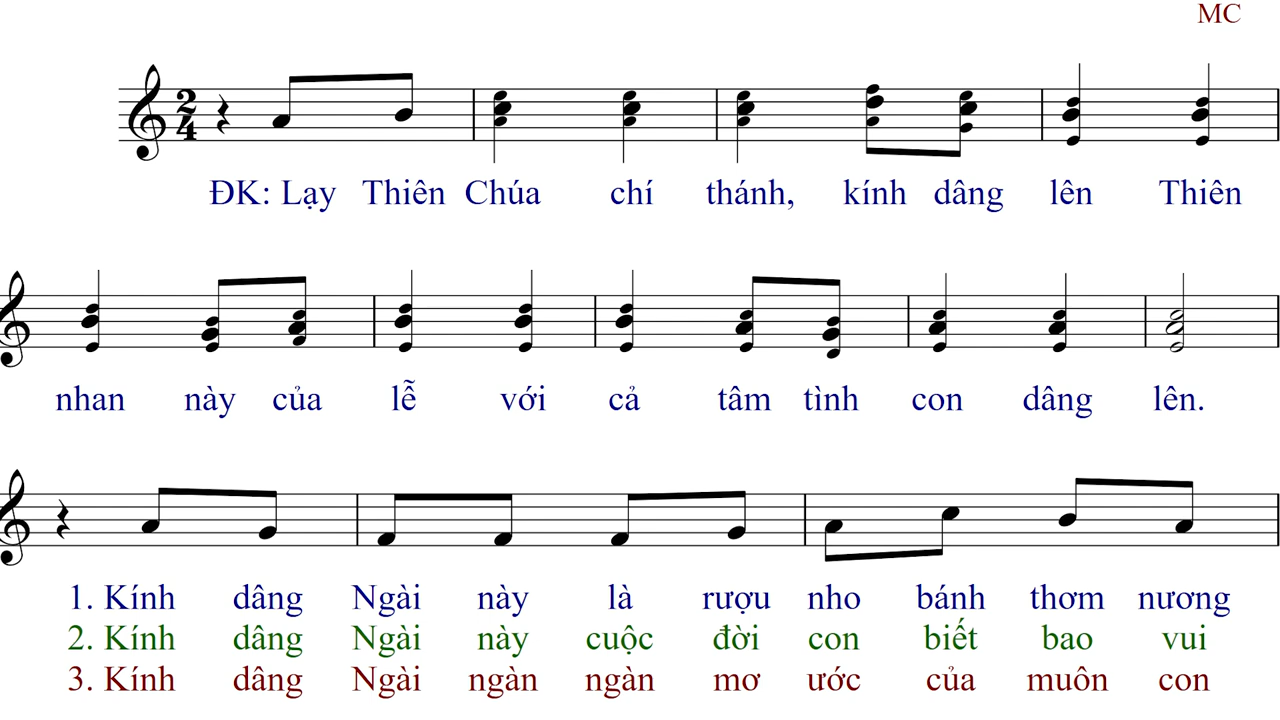 MC
ĐK: Lạy Thiên Chúa chí thánh, kính dâng lên Thiên
nhan này của lễ với cả tâm tình con dâng lên.
1. Kính dâng Ngài này là rượu nho bánh thơm nương
2. Kính dâng Ngài này cuộc đời con biết bao vui
3. Kính dâng Ngài ngàn ngàn mơ ước của muôn con